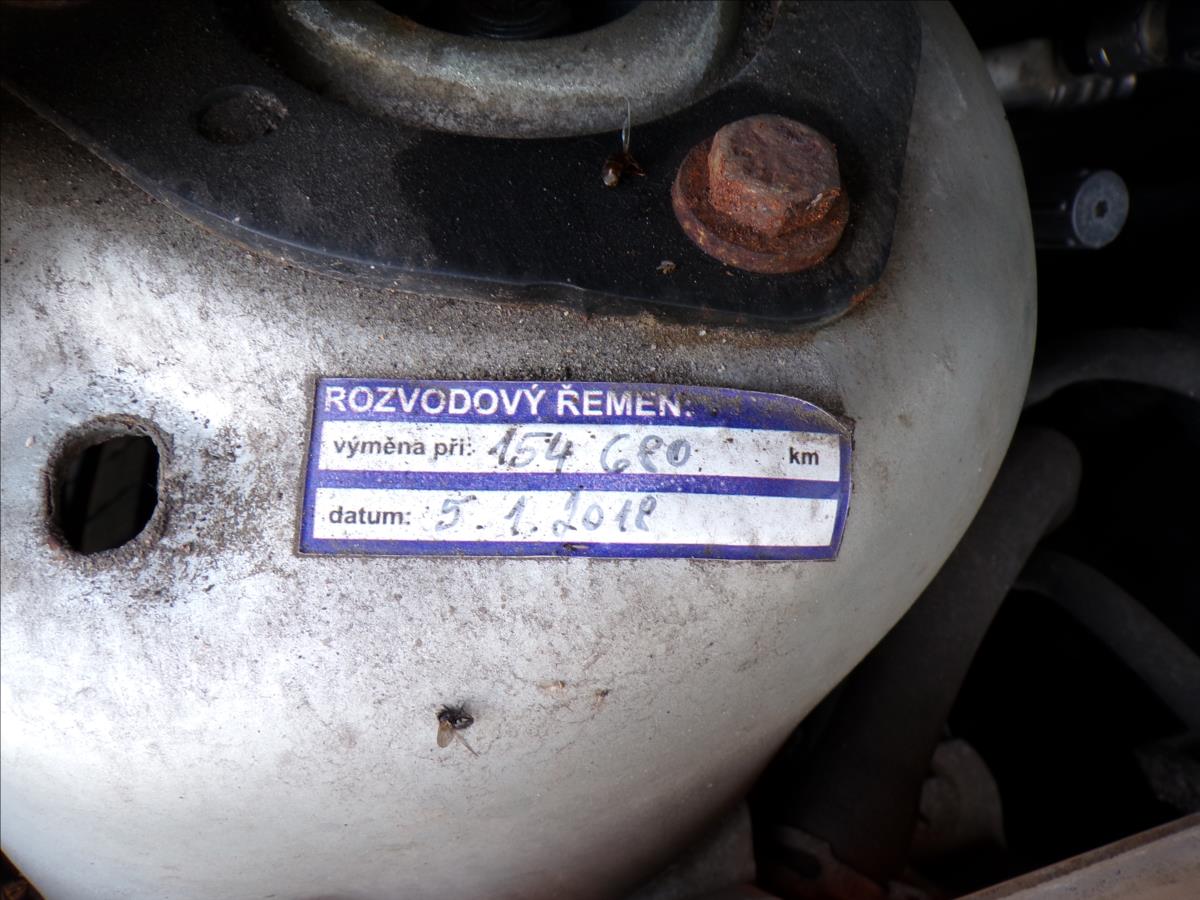 ROZVODOVÝ ŘEMEN:
výměna při: 154 680 km
datum: 5. 1. 2018